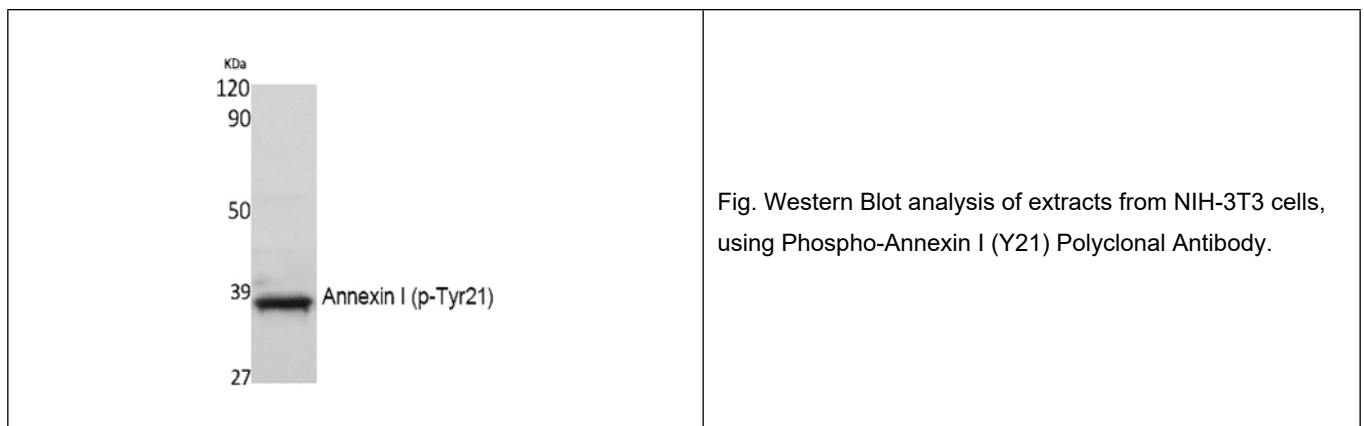 KDa
120
90
50
39
Annexin I (p-Tyr21)
27
Fig. Western Blot analysis of extracts from NIH-3T3 cells,
using Phospho-Annexin I (Y21) Polyclonal Antibody.